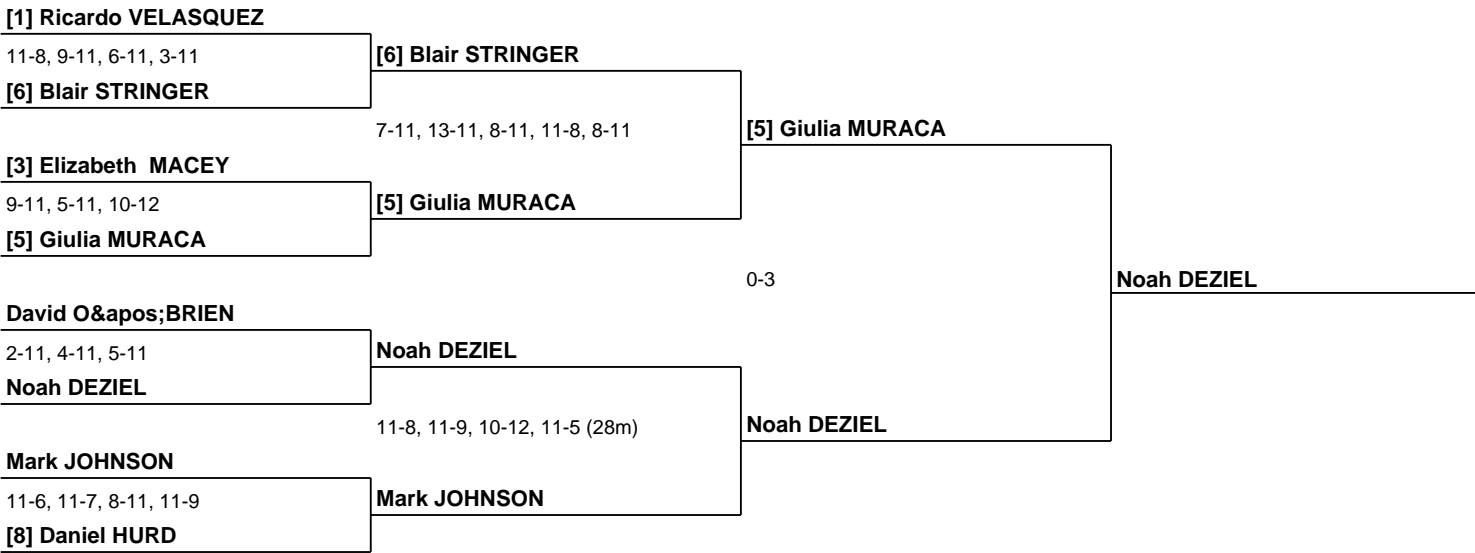 [1] Ricardo VELASQUEZ
11-8, 9-11, 6-11, 3-11
[6] Blair STRINGER
[6] Blair STRINGER
7-11, 13-11, 8-11, 11-8, 8-11
[5] Giulia MURACA
[3] Elizabeth  MACEY
9-11, 5-11, 10-12
[5] Giulia MURACA
[5] Giulia MURACA
0-3
Noah DEZIEL
David O&apos;BRIEN
2-11, 4-11, 5-11
Noah DEZIEL
Noah DEZIEL
11-8, 11-9, 10-12, 11-5 (28m)
Noah DEZIEL
Mark JOHNSON
11-6, 11-7, 8-11, 11-9
Mark JOHNSON
[8] Daniel HURD